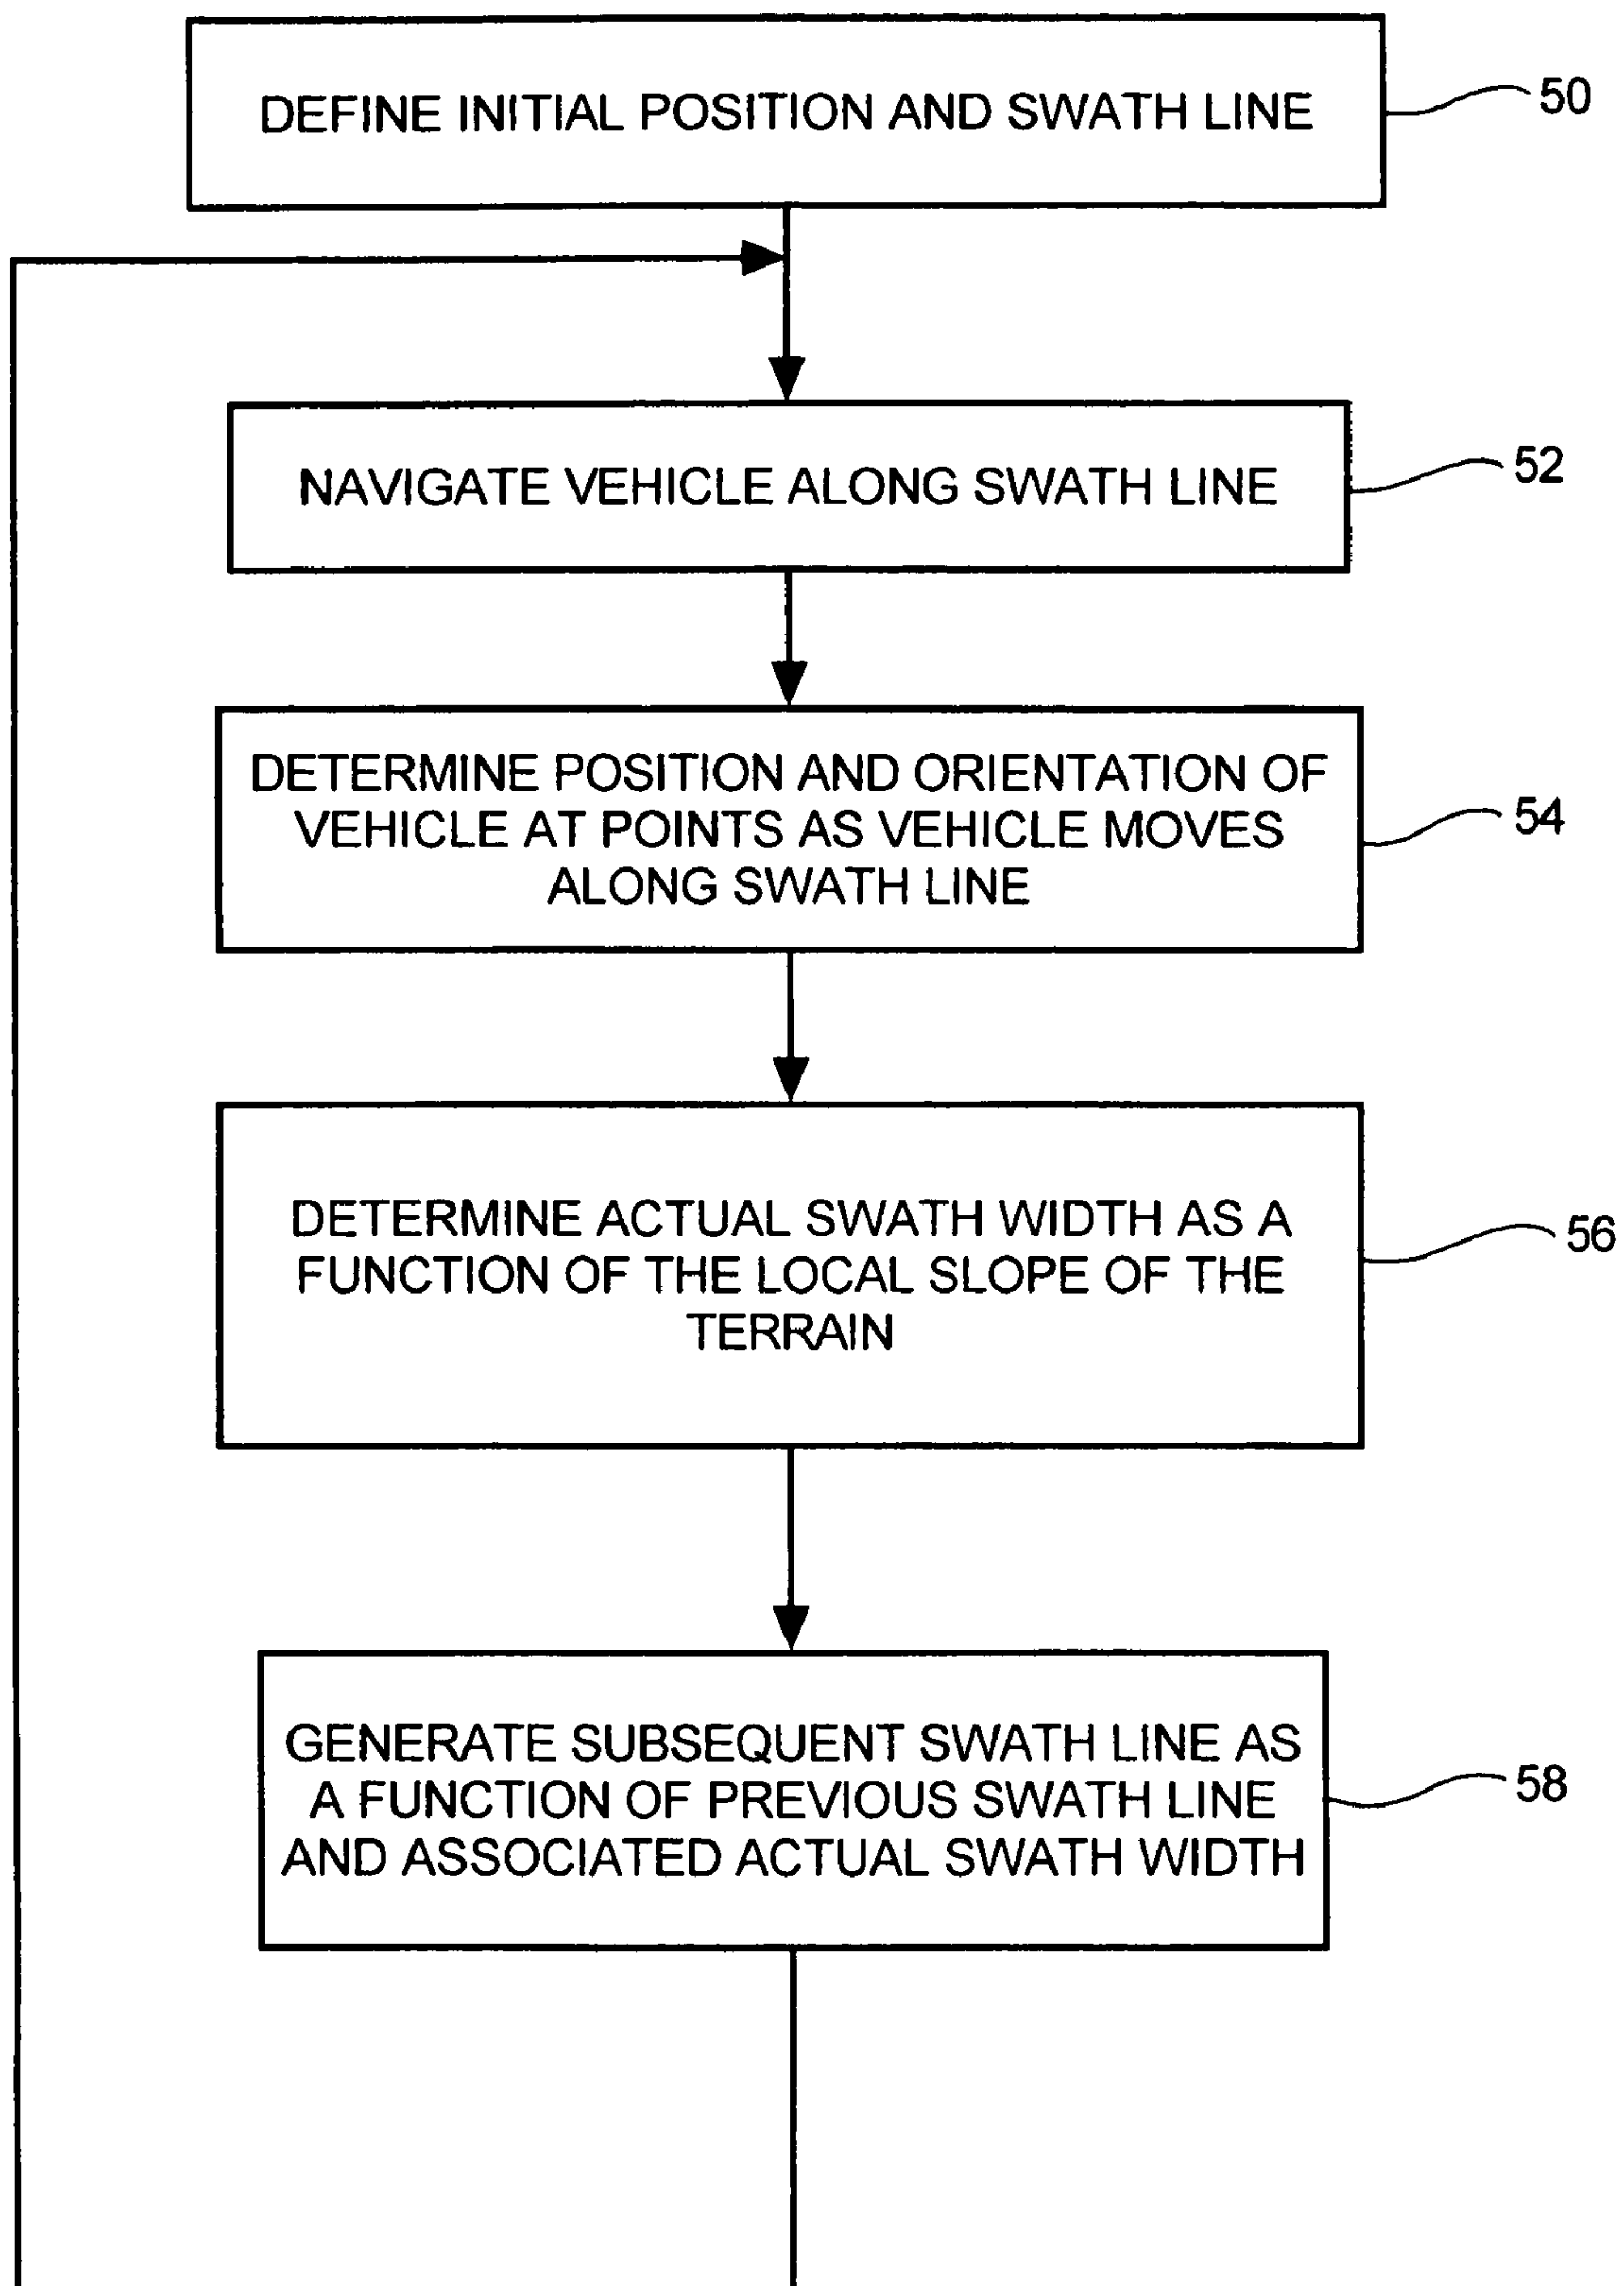 DEFINE INITIAL POSITION AND SWATH LINE
50
NAVIGATE VEHICLE ALONG SWATH LINE
52
DETERMINE POSITION AND ORIENTATION OF
VEHICLE AT POINTS AS VEHICLE MOVES
ALONG SWATH LINE
54
DETERMINE ACTUAL SWATH WIDTH AS A
FUNCTION OF THE LOCAL SLOPE OF THE
TERRAIN
56
GENERATE SUBSEQUENT SWATH LINE AS
A FUNCTION OF PREVIOUS SWATH LINE
AND ASSOCIATED ACTUAL SWATH WIDTH
58